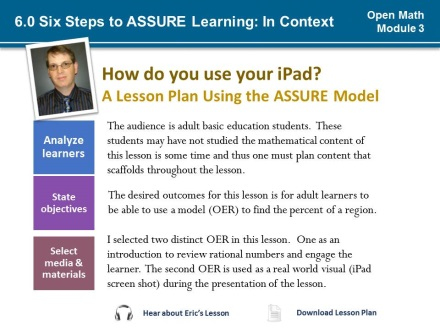 6.0 Six Steps to ASSURE Learning: In Context
Open Math
Module 3
How do you use your iPad?
A Lesson Plan Using the ASSURE Model
Analyze
learners
The audience is adult basic education students. These
students may have not studied the mathematical content of
this lesson is some time and thus one must plan content that
scaffolds throughout the lesson.
State
objectives
The desired outcomes for this lesson is for adult learners to
be able to use a model (OER) to find the percent of a region.
Select
media &
materials
I selected two distinct OER in this lesson. One as an
introduction to review rational numbers and engage the
learner. The second OER is used as a real world visual (iPad
screen shot) during the presentation of the lesson.
Hear about Eric's Lesson
Download Lesson Plan